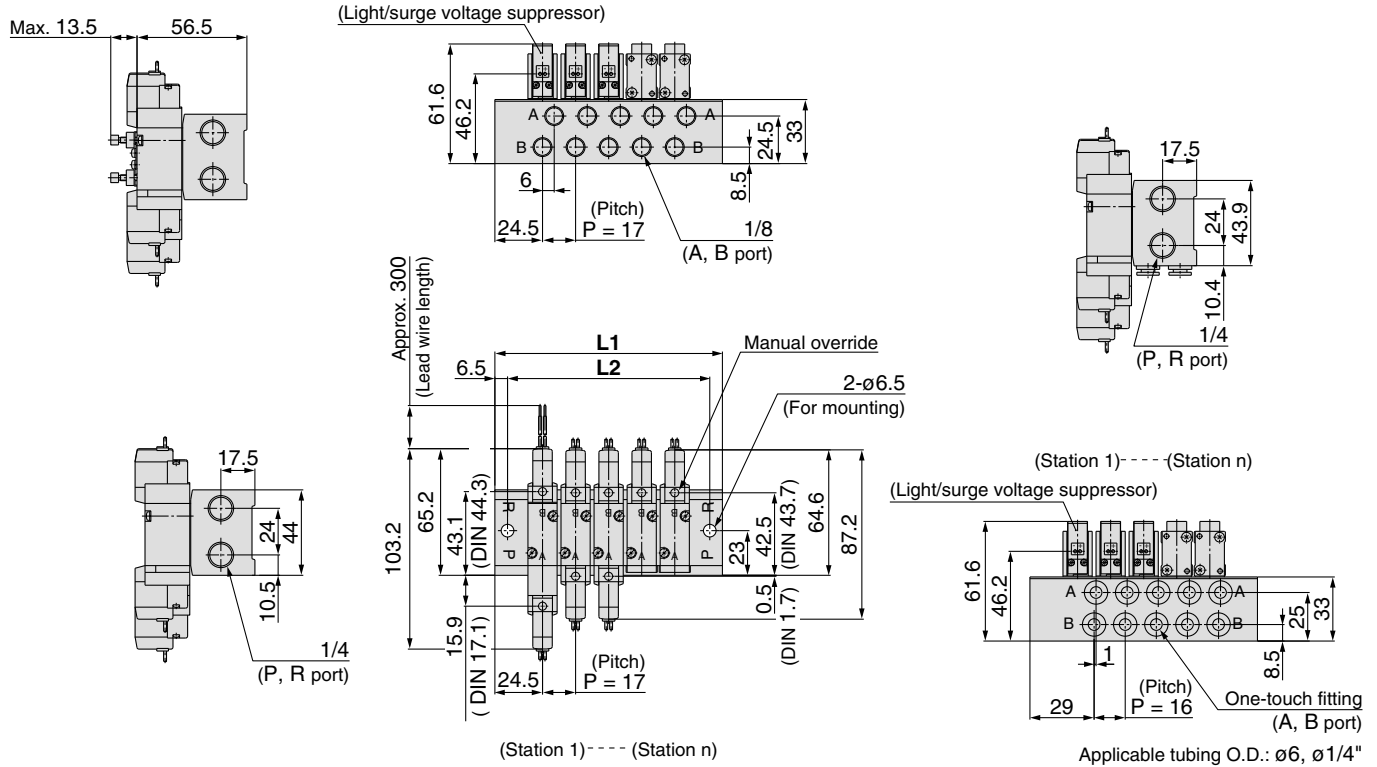 Max. 13.5
56.5
(Light/surge voltage suppressor)
61.6
46.2
A
A
B
B
24.5
33
8.5
6
24.5
(Pitch)
P = 17
1/8
(A, B port)
17.5
24
43.9
10.4
1/4
(P, R port)
Approx. 300
(Lead wire length)
L1
L2
6.5
Manual override
2-ø6.5
(For mounting)
17.5
24
44
10.5
1/4
(P, R port)
103.2
65.2
43.1
(DIN 44.3)
R
P
B
B
B
B
A
A
A
A
A
R
P
23
42.5
(DIN 43.7)
64.6
87.2
0.5
(DIN 1.7)
15.9
( DIN 17.1)
24.5
(Pitch)
P = 17
(Station 1)---- (Station n)
(Station 1)-----(Station n)
(Light/surge voltage suppressor)
61.6
46.2
A
A
B
B
25
33
8.5
1
29
(Pitch)
P = 16
One-touch fitting
(A, B port)
Applicable tubing O.D.: ø6, ø1/4"